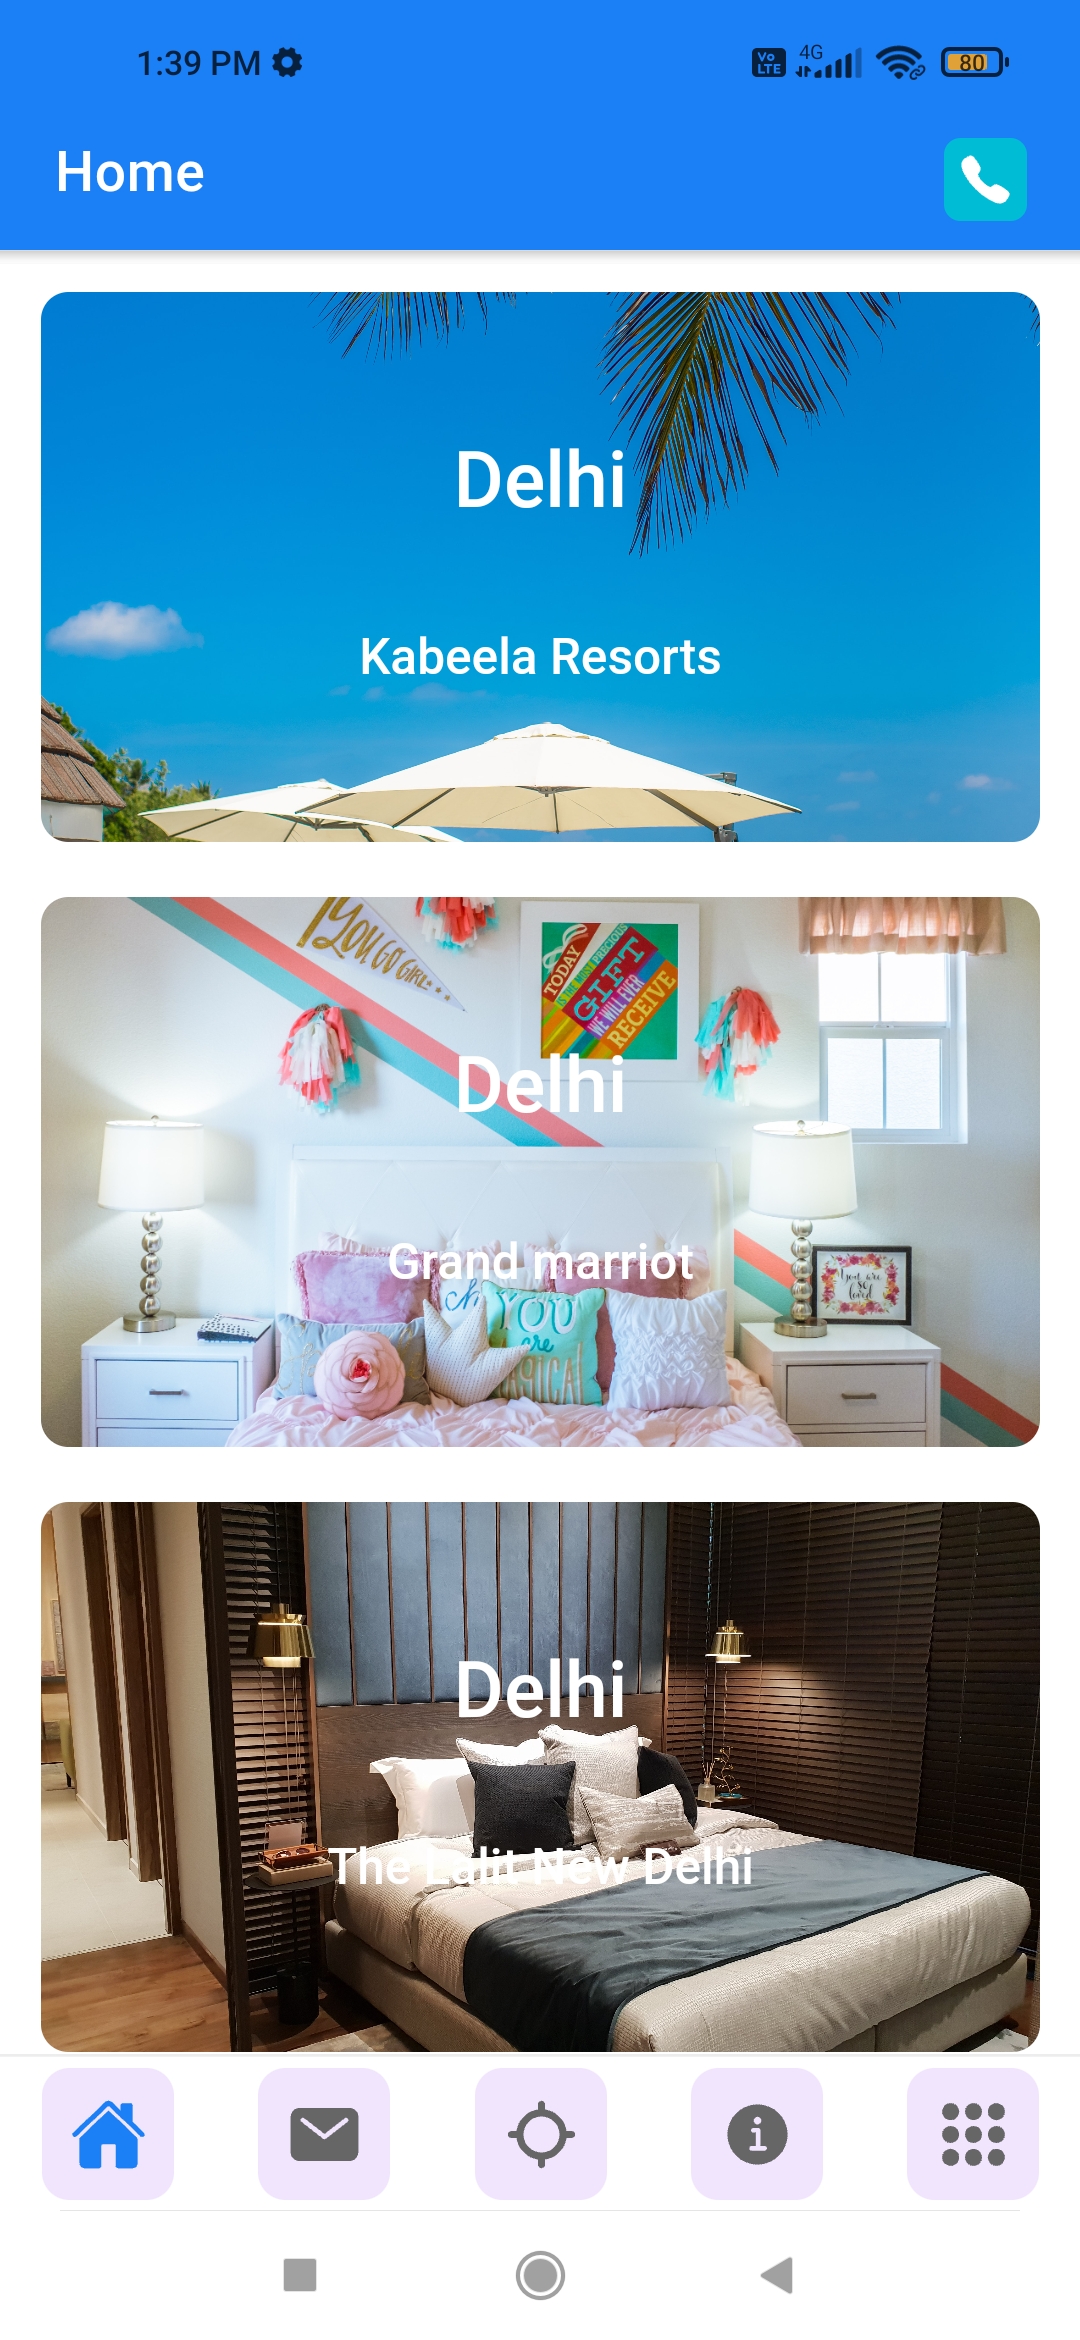 1:39 PM
Vo LTE 4G 80
Home
Delhi
Kabeela Resorts
YOU GO GIRL
TODAY
IS THE MOST PRECIOUS
GIFT
WE WILL EVER
RECEIVE
Delhi
Grand marriot
ch
YOU
are
You are
so
loved
Delhi
The Lalit New Delhi